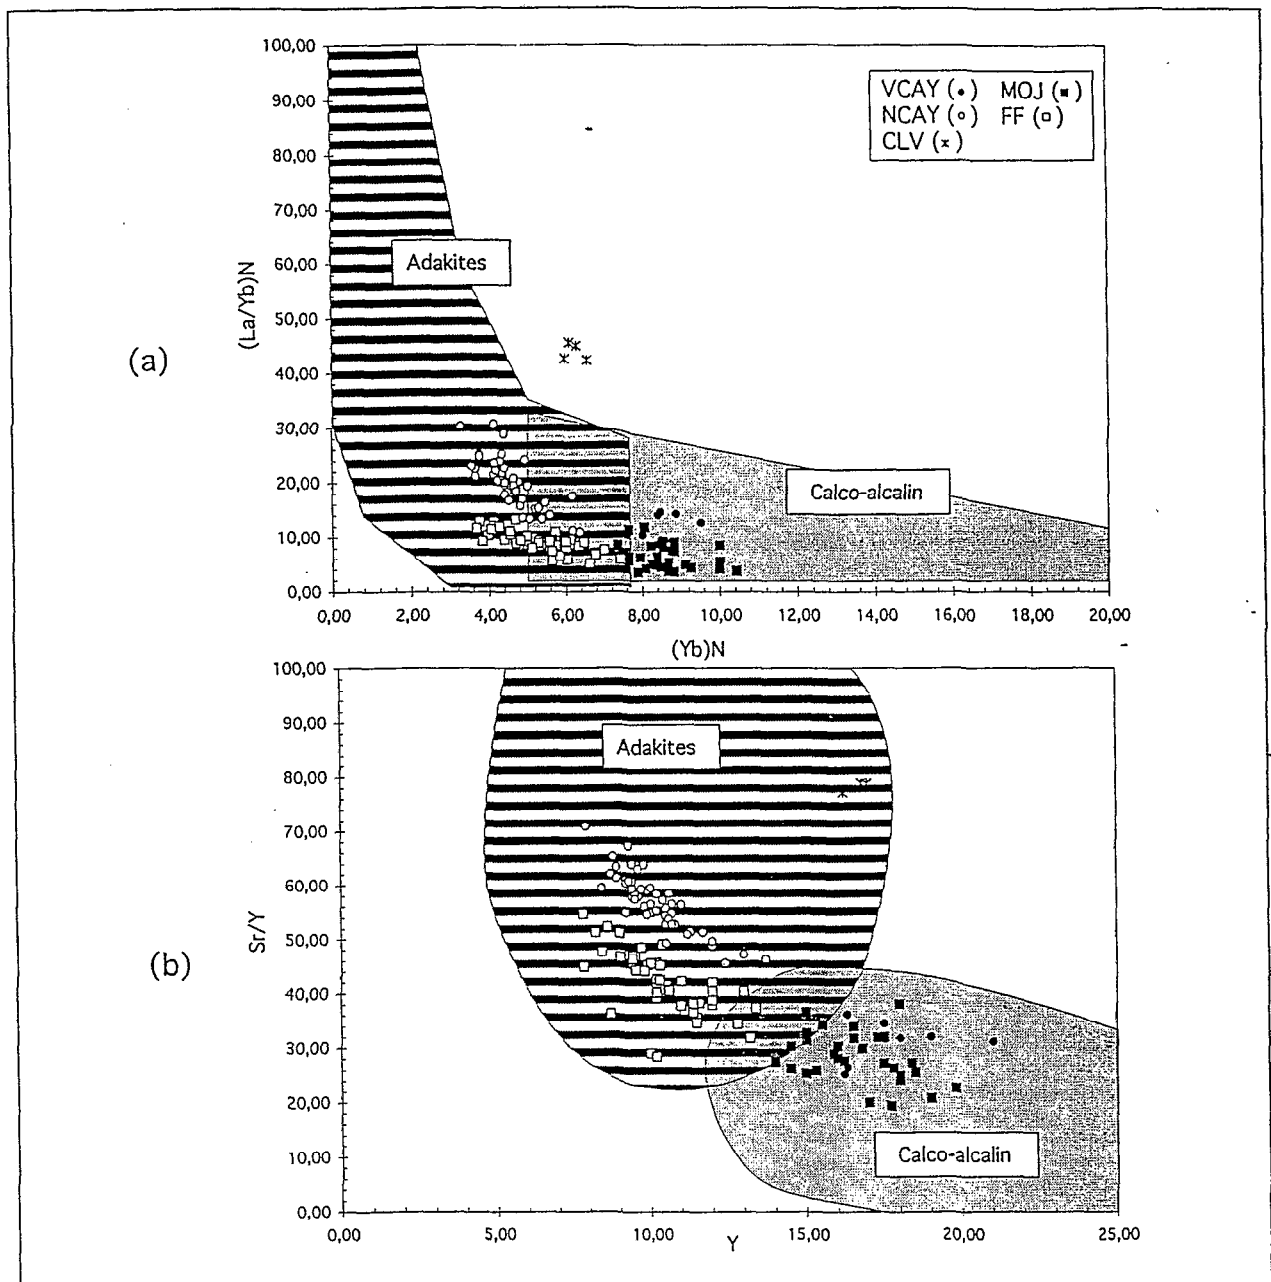 100,00
90,00
80,00
70,00
60,00
50,00
40,00
30,00
20,00
10,00
0,00
(La/Yb)N
(a)
VCAY (•) MOJ (■)
NCAY (○) FF (□)
CLV (×)
Adakites
Calco-alcalin
0,00 2,00 4,00 6,00 8,00 10,00 12,00 14,00 16,00 18,00 20,00
(Yb)N
100,00
90,00
80,00
70,00
60,00
50,00
40,00
30,00
20,00
10,00
0,00
Sr/Y
(b)
Adakites
Calco-alcalin
0,00 5,00 10,00 15,00 20,00 25,00
Y